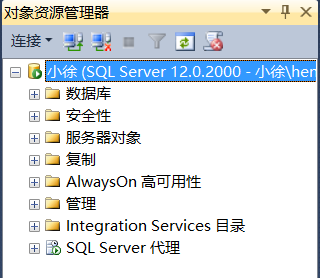 对象资源管理器
连接
小徐 (SQL Server 12.0.2000 - 小徐\hen
数据库
安全性
服务器对象
复制
AlwaysOn 高可用性
管理
Integration Services 目录
SQL Server 代理